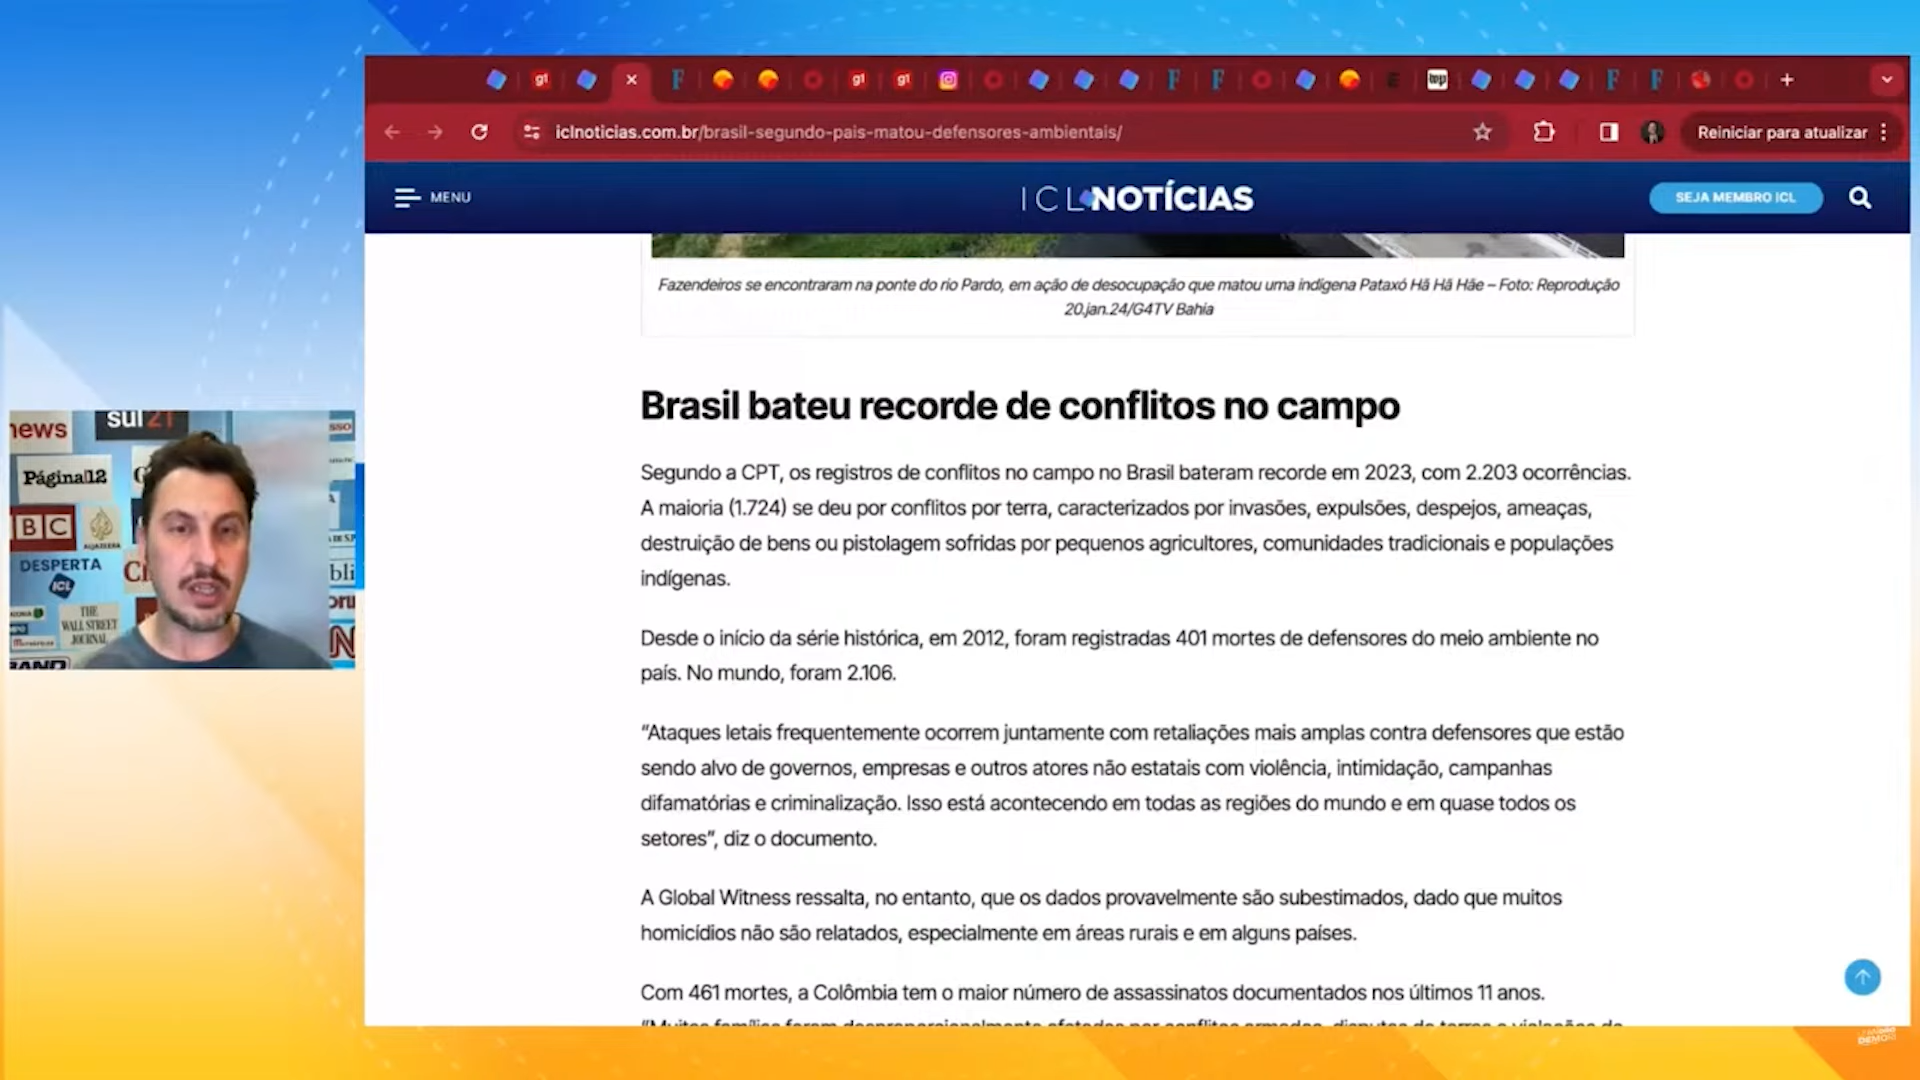 g1
g1
g1
iclnoticias.com.br/brasil-segundo-pais-matou-defensores-ambientais/
Reiniciar para atualizar
MENU
ICL NOTÍCIAS
SEJA MEMBRO ICL
Fazendeiros se encontraram na ponte do rio Pardo, em ação de desocupação que matou uma indígena Pataxó Hã Hã Hãe – Foto: Reprodução
20.jan.24/G4TV Bahia
Brasil bateu recorde de conflitos no campo
Segundo a CPT, os registros de conflitos no campo no Brasil bateram recorde em 2023, com 2.203 ocorrências.
A maioria (1.724) se deu por conflitos por terra, caracterizados por invasões, expulsões, despejos, ameaças,
destruição de bens ou pistolagem sofridas por pequenos agricultores, comunidades tradicionais e populações
indígenas.
Desde o início da série histórica, em 2012, foram registradas 401 mortes de defensores do meio ambiente no
país. No mundo, foram 2.106.
“Ataques letais frequentemente ocorrem juntamente com retaliações mais amplas contra defensores que estão
sendo alvo de governos, empresas e outros atores não estatais com violência, intimidação, campanhas
difamatórias e criminalização. Isso está acontecendo em todas as regiões do mundo e em quase todos os
setores”, diz o documento.
A Global Witness ressalta, no entanto, que os dados provavelmente são subestimados, dado que muitos
homicídios não são relatados, especialmente em áreas rurais e em alguns países.
Com 461 mortes, a Colômbia tem o maior número de assassinatos documentados nos últimos 11 anos.
news
sul21
Página12
BBC
ALJAZEERA
DESPERTA
ICL
THE
WALL STREET
JOURNAL
BAND
DEMORI